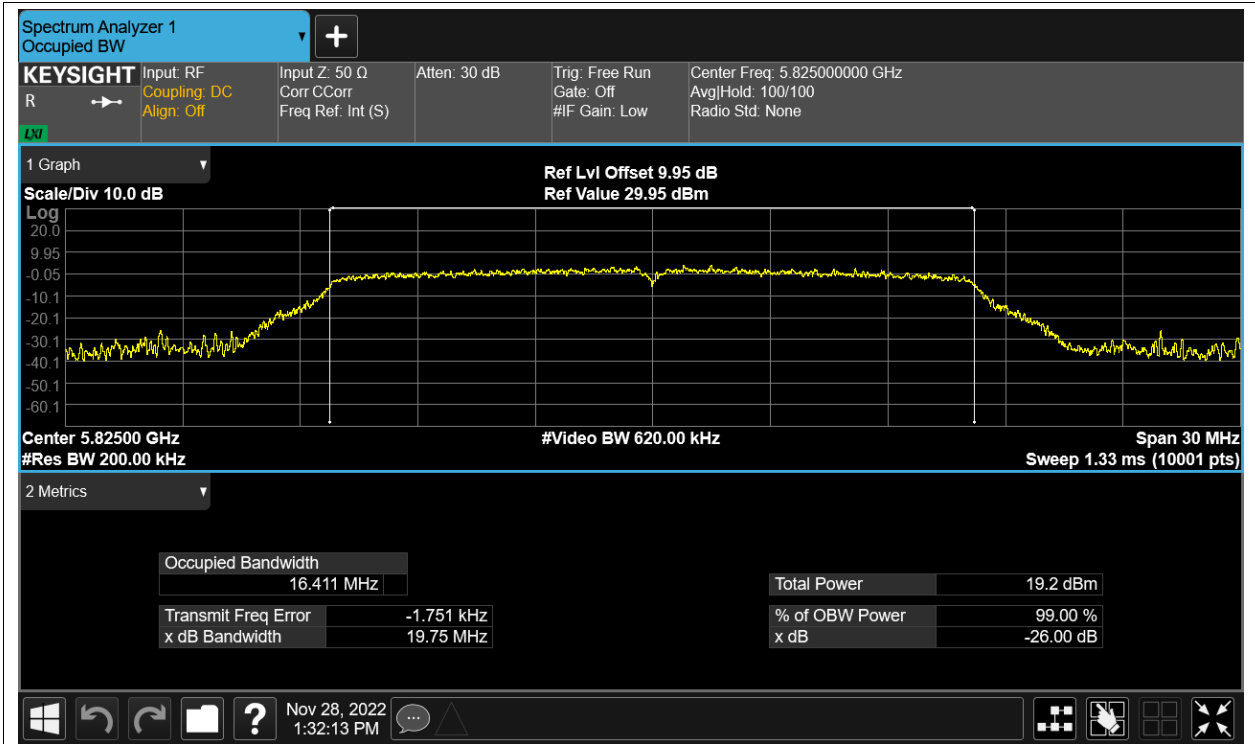 Spectrum Analyzer 1
Occupied BW
KEYSIGHT
R
LXI
Input: RF
Coupling: DC
Align: Off
Input Z: 50 Ω
Corr CCorr
Freq Ref: Int (S)
Atten: 30 dB
Trig: Free Run
Gate: Off
#IF Gain: Low
Center Freq: 5.825000000 GHz
Avg|Hold: 100/100
Radio Std: None
1 Graph
Scale/Div 10.0 dB
Ref Lvl Offset 9.95 dB
Ref Value 29.95 dBm
Log
20.0
9.95
-0.05
-10.1
-20.1
-30.1
-40.1
-50.1
-60.1
Center 5.82500 GHz
#Video BW 620.00 kHz
Span 30 MHz
#Res BW 200.00 kHz
Sweep 1.33 ms (10001 pts)
2 Metrics
Occupied Bandwidth
16.411 MHz
Total Power 19.2 dBm
Transmit Freq Error -1.751 kHz
% of OBW Power 99.00 %
x dB Bandwidth 19.75 MHz
x dB -26.00 dB
Nov 28, 2022
1:32:13 PM